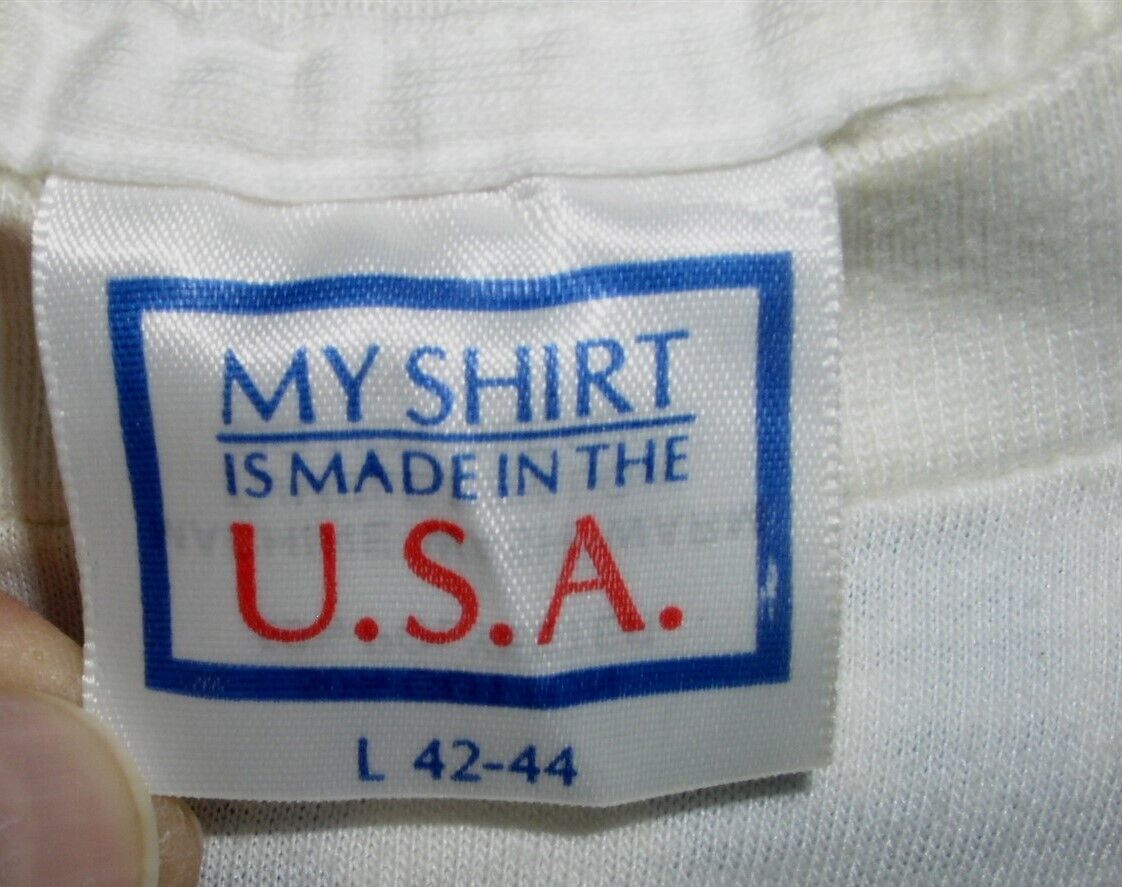 MY SHIRT
IS MADE IN THE
U.S.A.
L 42-44